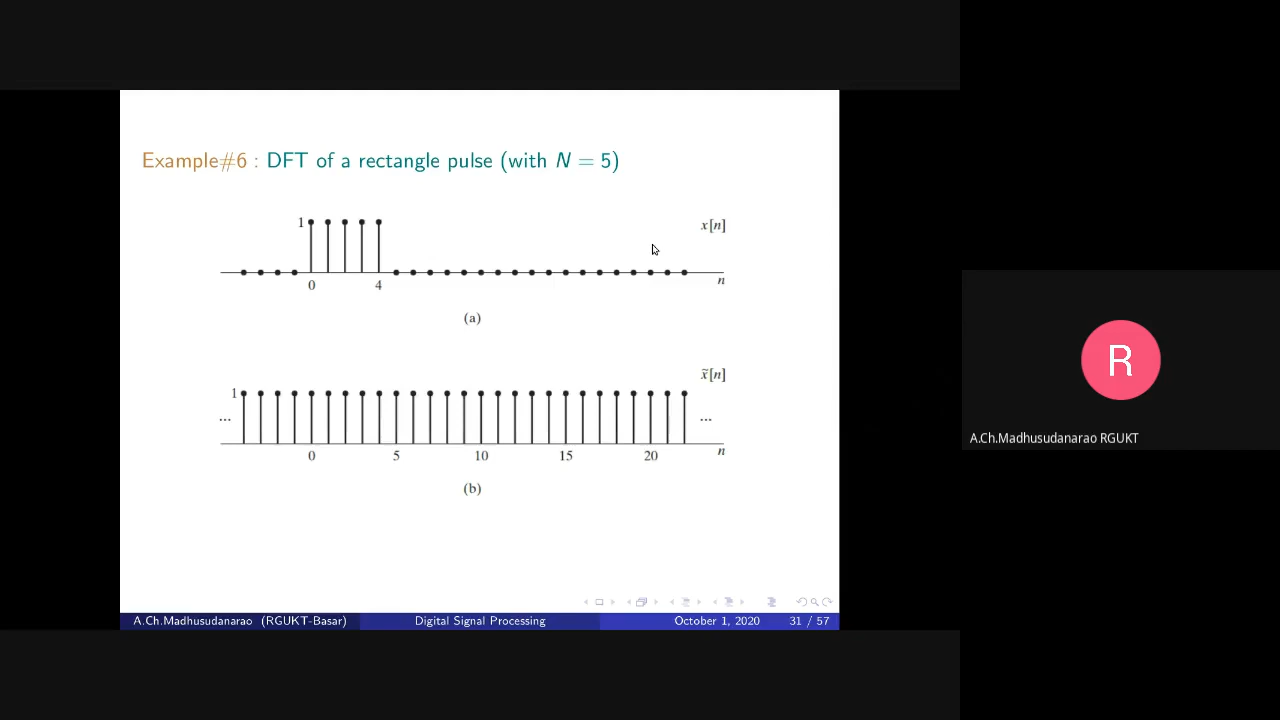 Example#6 : DFT of a rectangle pulse (with N = 5)
1
x[n]
0 4 n
(a)
x̃[n]
1
... ...
0 5 10 15 20 n
(b)
A.Ch.Madhusudanarao (RGUKT-Basar) Digital Signal Processing October 1, 2020 31 / 57
R
A.Ch.Madhusudanarao RGUKT